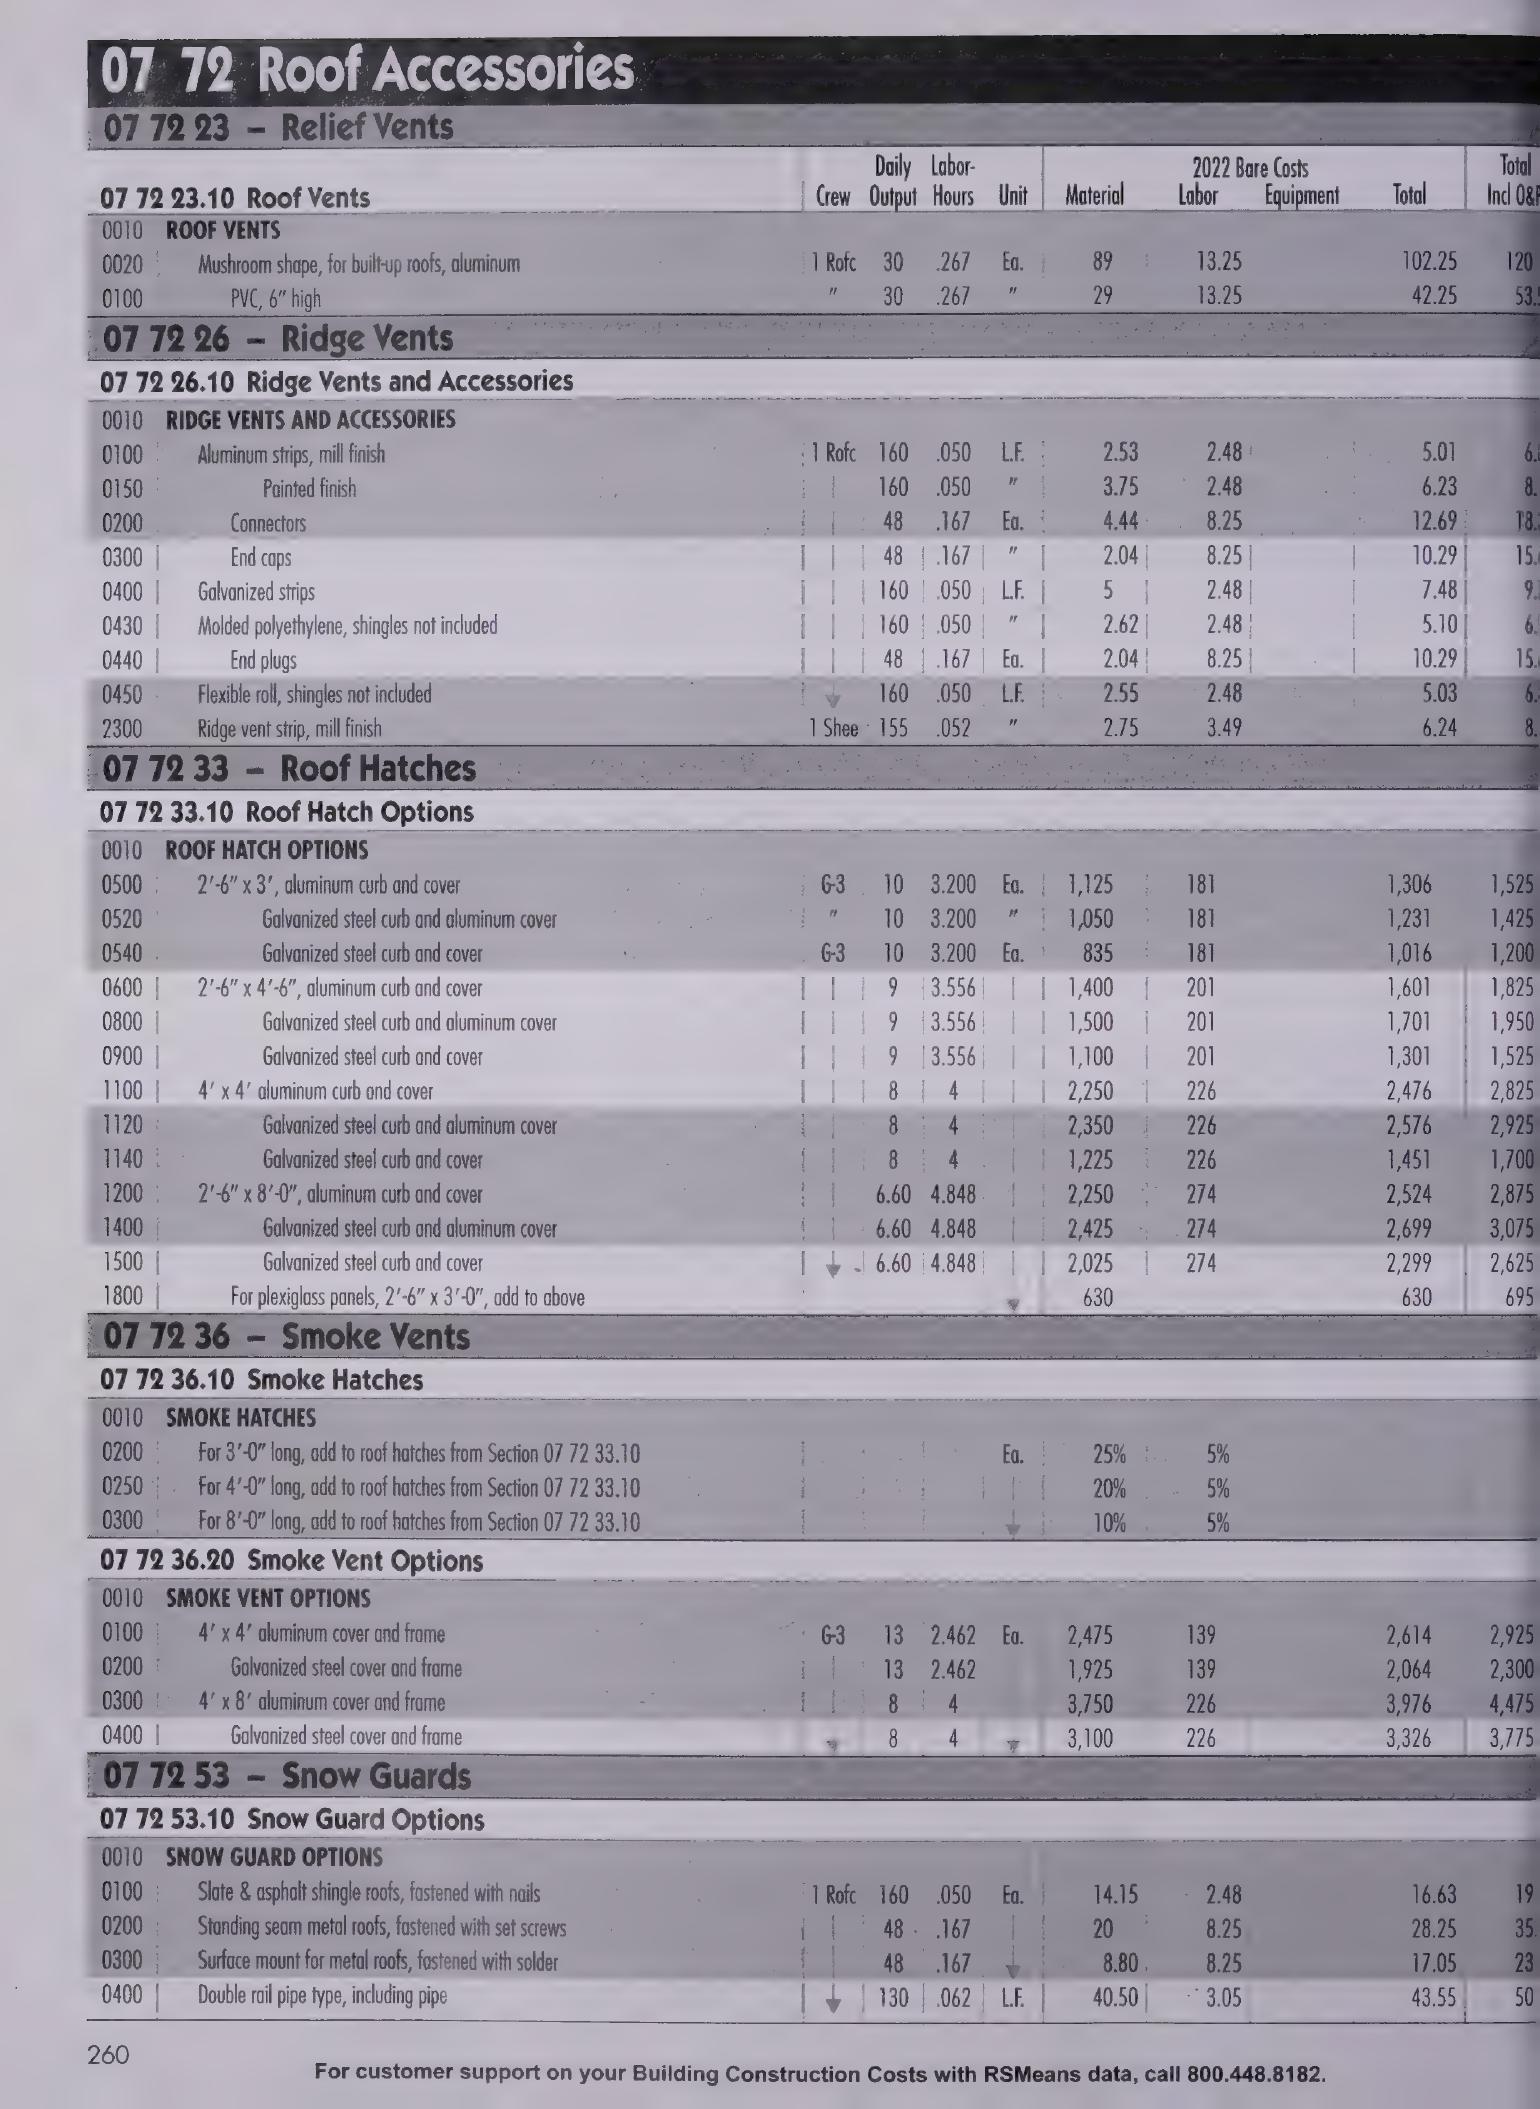 07 72 Roof Accessories
07 72 23 – Relief Vents
Daily Labor- 2022 Bare Costs Total
07 72 23.10 Roof Vents Crew Output Hours Unit Material Labor Equipment Total Incl O&P
0010 ROOF VENTS
0020 Mushroom shape, for built-up roofs, aluminum 1 Rofc 30 .267 Ea. 89 13.25 102.25 120
0100 PVC, 6" high " 30 .267 " 29 13.25 42.25 53.
07 72 26 – Ridge Vents
07 72 26.10 Ridge Vents and Accessories
0010 RIDGE VENTS AND ACCESSORIES
0100 Aluminum strips, mill finish 1 Rofc 160 .050 L.F. 2.53 2.48 5.01 6.
0150 Painted finish 160 .050 " 3.75 2.48 6.23 8.
0200 Connectors 48 .167 Ea. 4.44 8.25 12.69 18.
0300 End caps 48 .167 " 2.04 8.25 10.29 15.
0400 Galvanized strips 160 .050 L.F. 5 2.48 7.48 9.
0430 Molded polyethylene, shingles not included 160 .050 " 2.62 2.48 5.10 6.
0440 End plugs 48 .167 Ea. 2.04 8.25 10.29 15.
0450 Flexible roll, shingles not included 160 .050 L.F. 2.55 2.48 5.03 6.
2300 Ridge vent strip, mill finish 1 Shee 155 .052 " 2.75 3.49 6.24 8.
07 72 33 – Roof Hatches
07 72 33.10 Roof Hatch Options
0010 ROOF HATCH OPTIONS
0500 2'-6" x 3', aluminum curb and cover G-3 10 3.200 Ea. 1,125 181 1,306 1,525
0520 Galvanized steel curb and aluminum cover " 10 3.200 " 1,050 181 1,231 1,425
0540 Galvanized steel curb and cover G-3 10 3.200 Ea. 835 181 1,016 1,200
0600 2'-6" x 4'-6", aluminum curb and cover 9 3.556 1,400 201 1,601 1,825
0800 Galvanized steel curb and aluminum cover 9 3.556 1,500 201 1,701 1,950
0900 Galvanized steel curb and cover 9 3.556 1,100 201 1,301 1,525
1100 4' x 4' aluminum curb and cover 8 4 2,250 226 2,476 2,825
1120 Galvanized steel curb and aluminum cover 8 4 2,350 226 2,576 2,925
1140 Galvanized steel curb and cover 8 4 1,225 226 1,451 1,700
1200 2'-6" x 8'-0", aluminum curb and cover 6.60 4.848 2,250 274 2,524 2,875
1400 Galvanized steel curb and aluminum cover 6.60 4.848 2,425 274 2,699 3,075
1500 Galvanized steel curb and cover 6.60 4.848 2,025 274 2,299 2,625
1800 For plexiglass panels, 2'-6" x 3'-0", add to above 630 630 695
07 72 36 – Smoke Vents
07 72 36.10 Smoke Hatches
0010 SMOKE HATCHES
0200 For 3'-0" long, add to roof hatches from Section 07 72 33.10 Ea. 25% 5%
0250 For 4'-0" long, add to roof hatches from Section 07 72 33.10 20% 5%
0300 For 8'-0" long, add to roof hatches from Section 07 72 33.10 10% 5%
07 72 36.20 Smoke Vent Options
0010 SMOKE VENT OPTIONS
0100 4' x 4' aluminum cover and frame G-3 13 2.462 Ea. 2,475 139 2,614 2,925
0200 Galvanized steel cover and frame 13 2.462 1,925 139 2,064 2,300
0300 4' x 8' aluminum cover and frame 8 4 3,750 226 3,976 4,475
0400 Galvanized steel cover and frame 8 4 3,100 226 3,326 3,775
07 72 53 – Snow Guards
07 72 53.10 Snow Guard Options
0010 SNOW GUARD OPTIONS
0100 Slate & asphalt shingle roofs, fastened with nails 1 Rofc 160 .050 Ea. 14.15 2.48 16.63 19
0200 Standing seam metal roofs, fastened with set screws 48 .167 20 8.25 28.25 35.
0300 Surface mount for metal roofs, fastened with solder 48 .167 8.80 8.25 17.05 23
0400 Double rail pipe type, including pipe 130 .062 L.F. 40.50 3.05 43.55 50
260
For customer support on your Building Construction Costs with RSMeans data, call 800.448.8182.